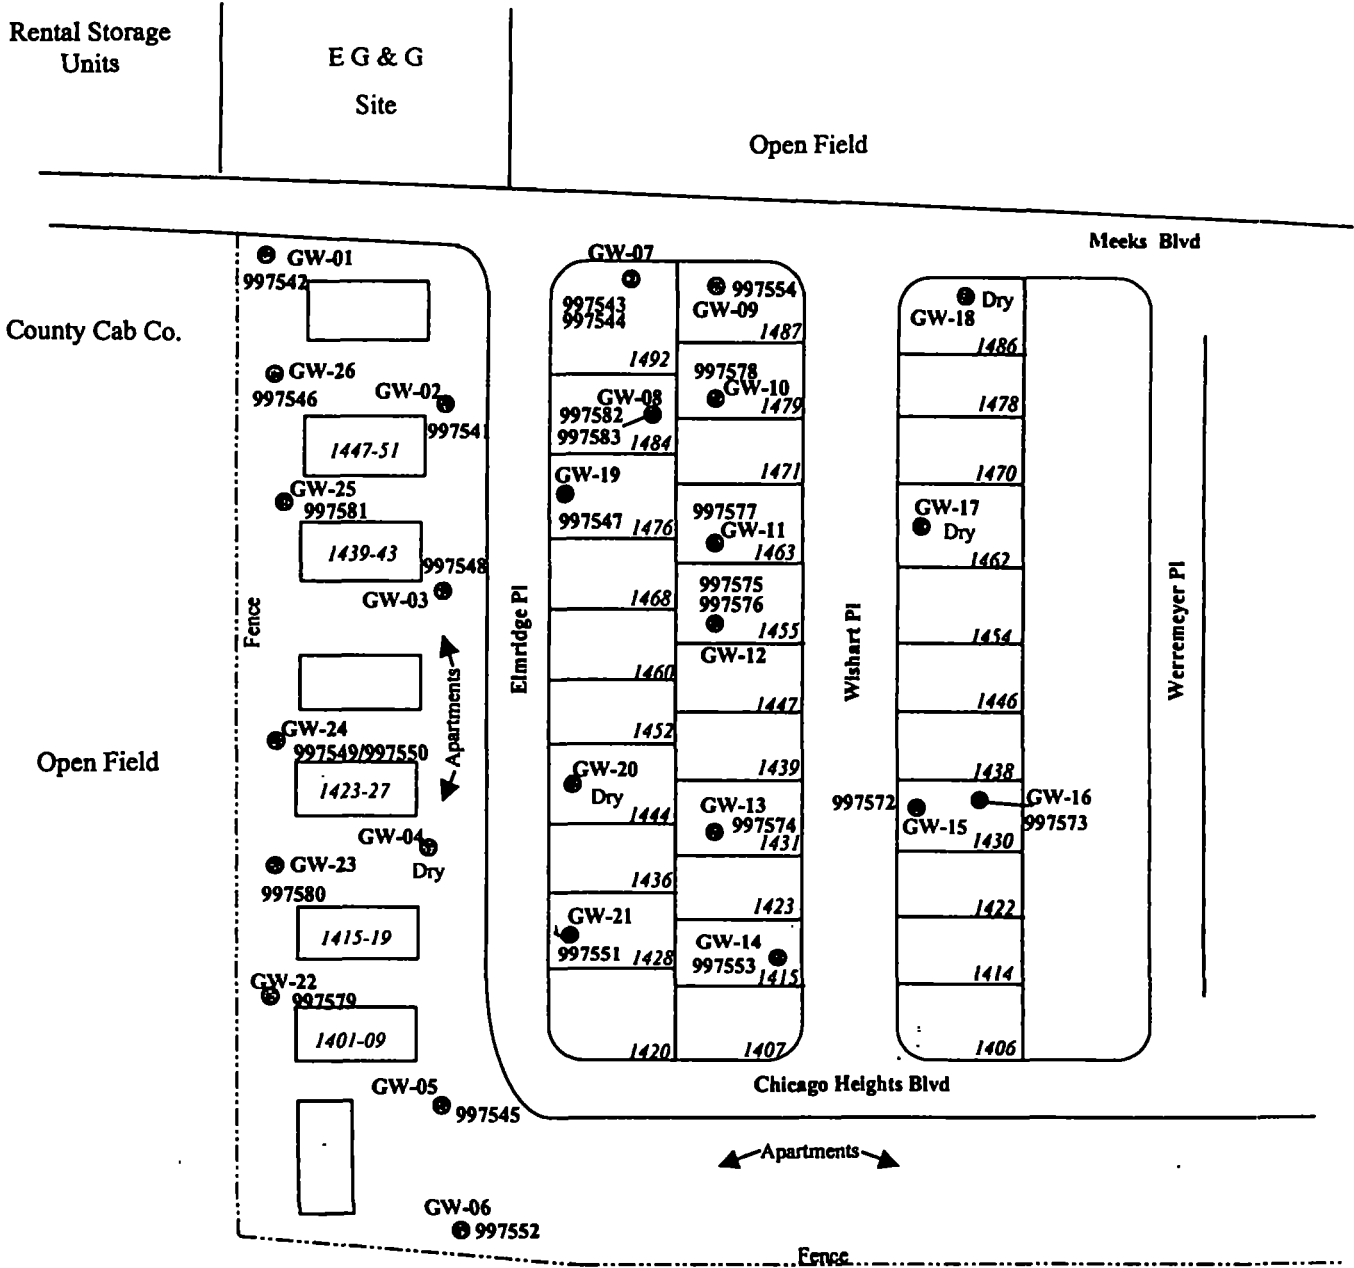 Rental Storage
Units
E G & G
Site
Open Field
Meeks Blvd
GW-01
997542
County Cab Co.
GW-26
997546
GW-02
997541
1447-51
GW-25
997581
1439-43
997548
GW-03
Fence
Apartments
GW-24
997549/997550
Open Field
1423-27
GW-04
Dry
GW-23
997580
1415-19
GW-22
997579
1401-09
GW-05
997545
GW-06
997552
Elmridge Pl
GW-07
997543
997544
1492
GW-08
997582
997583
1484
GW-19
997547
1476
1468
1460
1452
GW-20
Dry
1444
1436
GW-21
997551
1428
1420
997554
GW-09
1487
997578
GW-10
1479
1471
997577
GW-11
1463
997575
997576
1455
GW-12
1447
1439
GW-13
997574
1431
1423
GW-14
997553
1415
1407
Wishart Pl
Dry
GW-18
1486
1478
1470
GW-17
Dry
1462
1454
1446
1438
997572
GW-15
GW-16
997573
1430
1422
1414
1406
Werremeyer Pl
Chicago Heights Blvd
Apartments
Fence